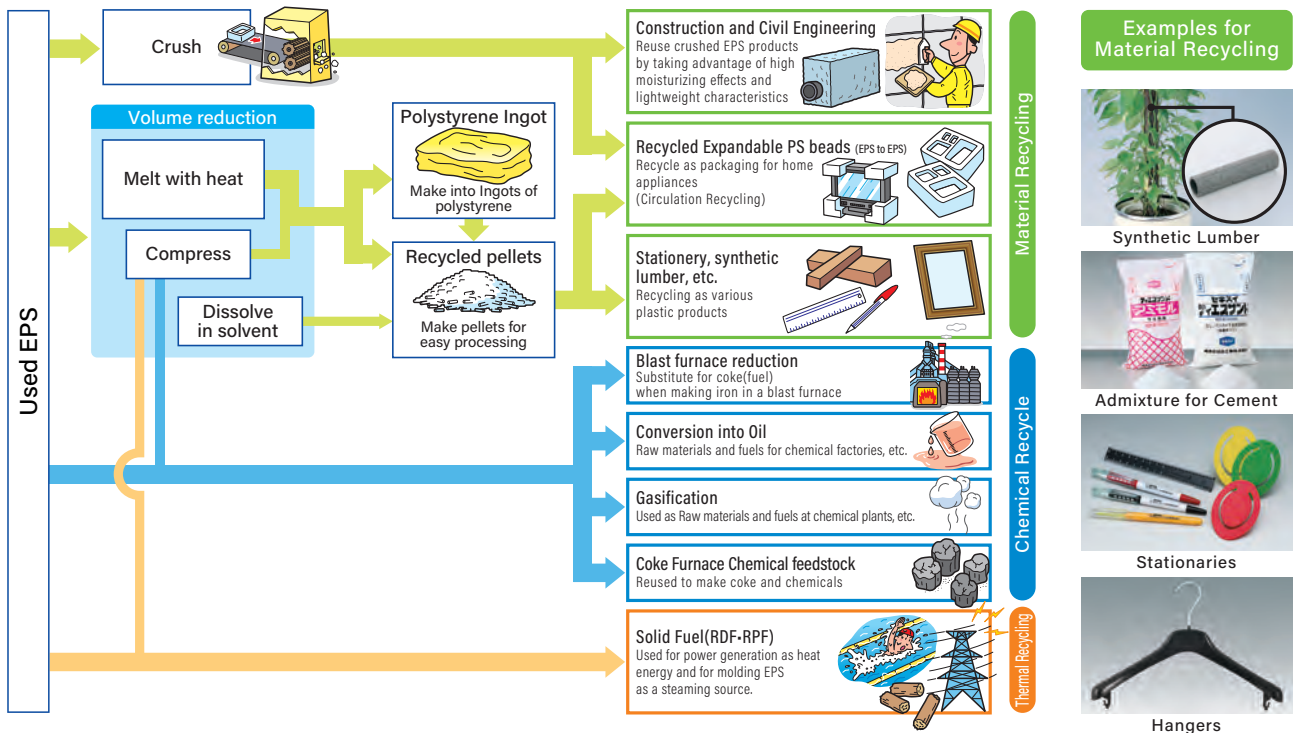 Used EPS
Crush
Volume reduction
Melt with heat
Compress
Dissolve
in solvent
Polystyrene Ingot
Make into Ingots of
polystyrene
Recycled pellets
Make pellets for
easy processing
Construction and Civil Engineering
Reuse crushed EPS products
by taking advantage of high
moisturizing effects and
lightweight characteristics
Recycled Expandable PS beads (EPS to EPS)
Recycle as packaging for home
appliances
(Circulation Recycling)
Stationery, synthetic
lumber, etc.
Recycling as various
plastic products
Material Recycling
Blast furnace reduction
Substitute for coke(fuel)
when making iron in a blast furnace
Conversion into Oil
Raw materials and fuels for chemical factories, etc.
Gasification
Used as Raw materials and fuels at chemical plants, etc.
Coke Furnace Chemical feedstock
Reused to make coke and chemicals
Chemical Recycle
Solid Fuel(RDF・RPF)
Used for power generation as heat
energy and for molding EPS
as a steaming source.
Thermal Recycling
Examples for
Material Recycling
Synthetic Lumber
Admixture for Cement
Stationaries
Hangers